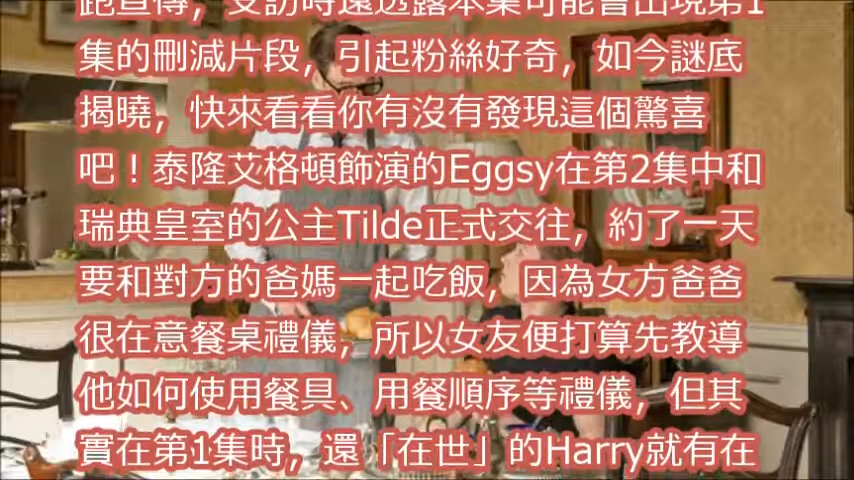 跑宣傳，受訪時還透露本集可能會出現第1
集的刪減片段，引起粉絲好奇，如今謎底
揭曉，快來看看你有沒有發現這個驚喜
吧！泰隆艾格頓飾演的Eggsy在第2集中和
瑞典皇室的公主Tilde正式交往，約了一天
要和對方的爸媽一起吃飯，因為女方爸爸
很在意餐桌禮儀，所以女友便打算先教導
他如何使用餐具、用餐順序等禮儀，但其
實在第1集時，還「在世」的Harry就有在